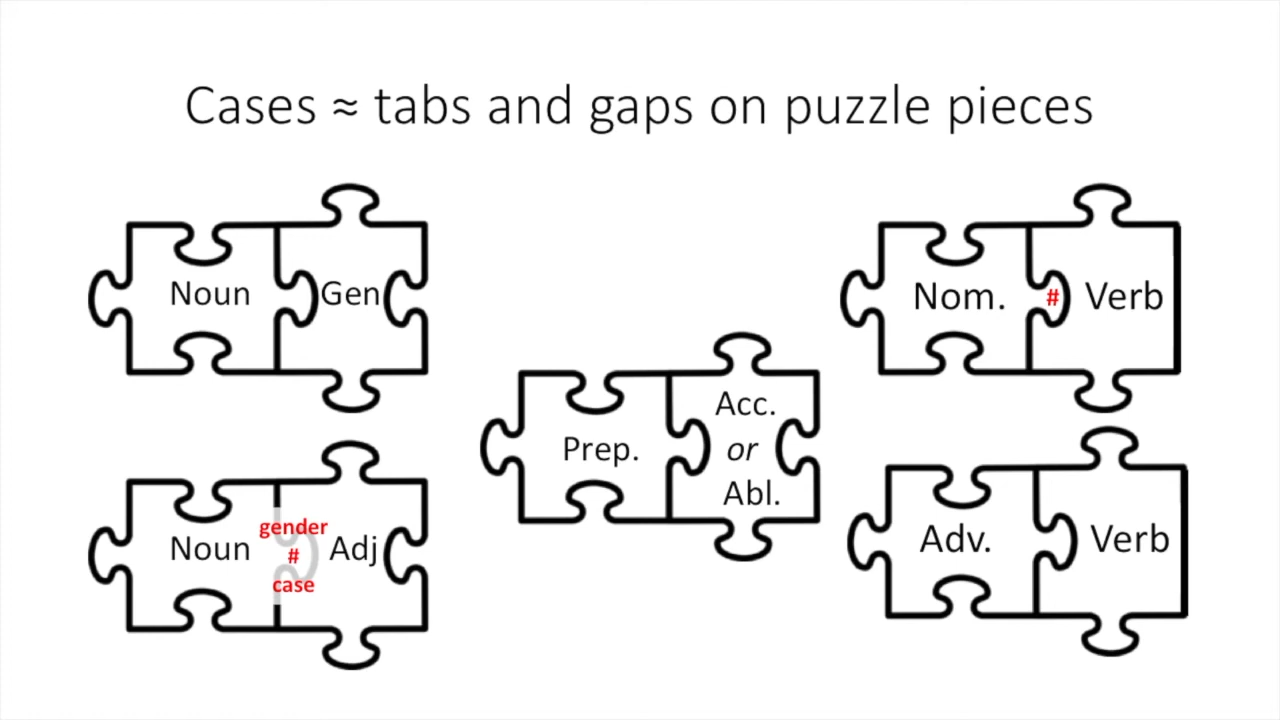 Cases ≈ tabs and gaps on puzzle pieces
Noun Gen
Noun gender # case Adj
Prep. Acc. or Abl.
Nom. # Verb
Adv. Verb